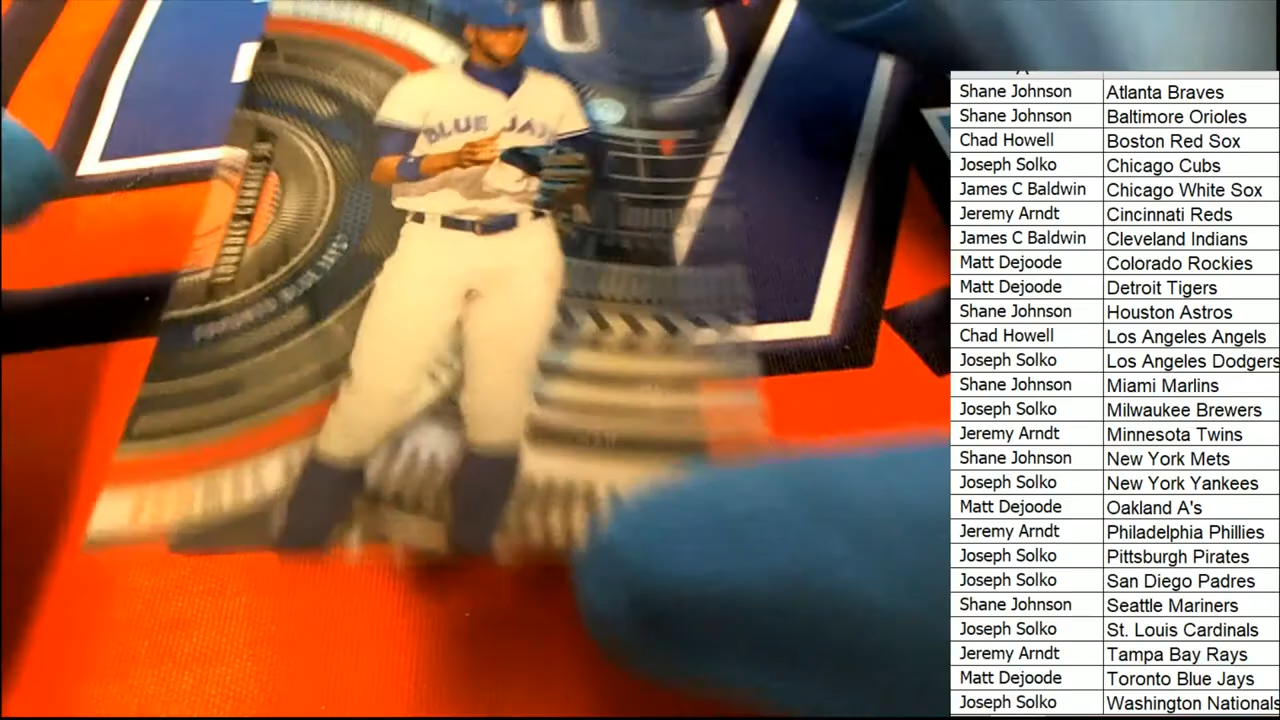 BLUE JAYS
TORONTO BLUE JAYS
Shane Johnson Atlanta Braves
Shane Johnson Baltimore Orioles
Chad Howell Boston Red Sox
Joseph Solko Chicago Cubs
James C Baldwin Chicago White Sox
Jeremy Arndt Cincinnati Reds
James C Baldwin Cleveland Indians
Matt Dejoode Colorado Rockies
Matt Dejoode Detroit Tigers
Shane Johnson Houston Astros
Chad Howell Los Angeles Angels
Joseph Solko Los Angeles Dodgers
Shane Johnson Miami Marlins
Joseph Solko Milwaukee Brewers
Jeremy Arndt Minnesota Twins
Shane Johnson New York Mets
Joseph Solko New York Yankees
Matt Dejoode Oakland A's
Jeremy Arndt Philadelphia Phillies
Joseph Solko Pittsburgh Pirates
Joseph Solko San Diego Padres
Shane Johnson Seattle Mariners
Joseph Solko St. Louis Cardinals
Jeremy Arndt Tampa Bay Rays
Matt Dejoode Toronto Blue Jays
Joseph Solko Washington Nationals